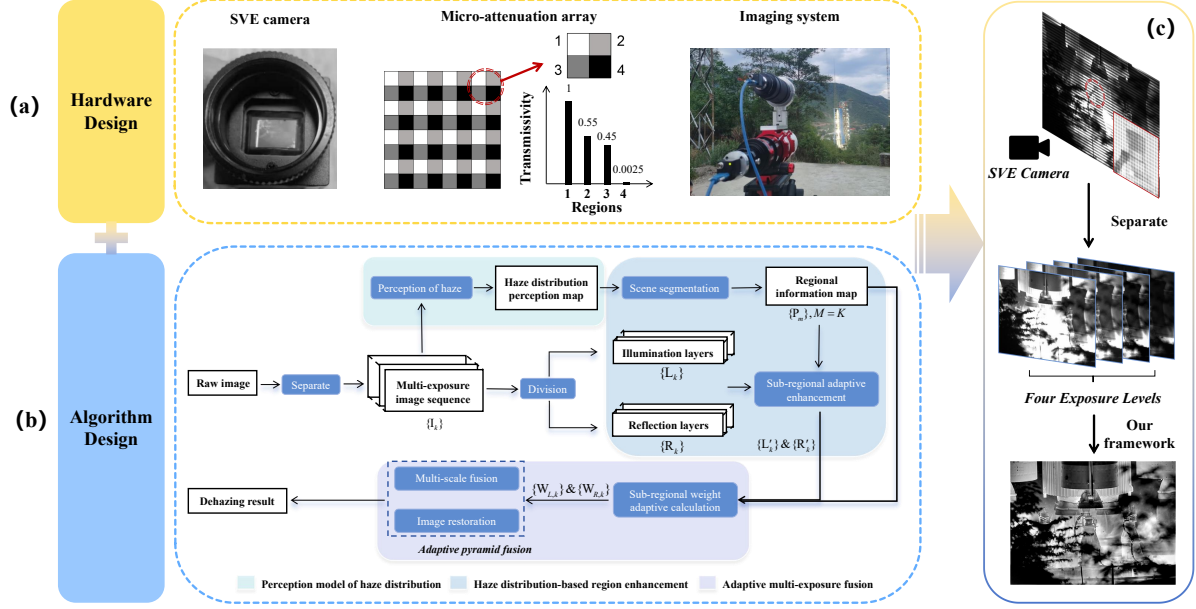 (a)
Hardware
Design
SVE camera
Micro-attenuation array
1
2
3
4
Transmissivity
1
0.55
0.45
0.0025
1 2 3 4
Regions
Imaging system
(b)
Algorithm
Design
Perception of haze
Haze distribution
perception map
Scene segmentation
Regional
information map
{P_m}, M = K
Raw image
Separate
Multi-exposure
image sequence
{I_k}
Division
Illumination layers
{L_k}
Reflection layers
{R_k}
Sub-regional adaptive
enhancement
{L'_k} & {R'_k}
Dehazing result
Multi-scale fusion
Image restoration
Adaptive pyramid fusion
{W_{L,k}} & {W_{R,k}}
Sub-regional weight
adaptive calculation
Perception model of haze distribution
Haze distribution-based region enhancement
Adaptive multi-exposure fusion
(c)
SVE Camera
Separate
Four Exposure Levels
Our
framework